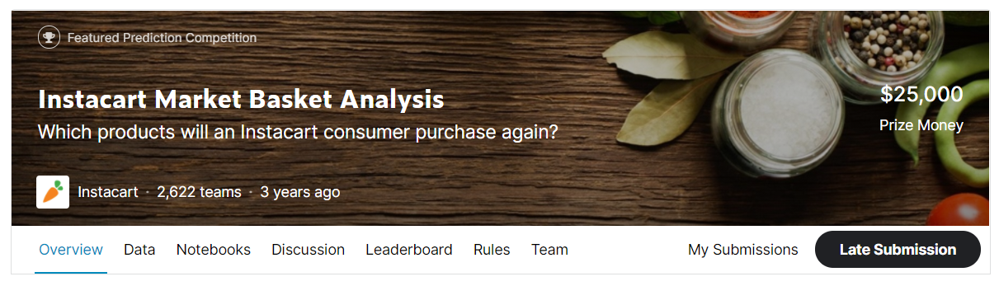 Featured Prediction Competition
Instacart Market Basket Analysis
$25,000
Which products will an Instacart consumer purchase again?
Prize Money
Instacart · 2,622 teams · 3 years ago
Overview Data Notebooks Discussion Leaderboard Rules Team My Submissions Late Submission